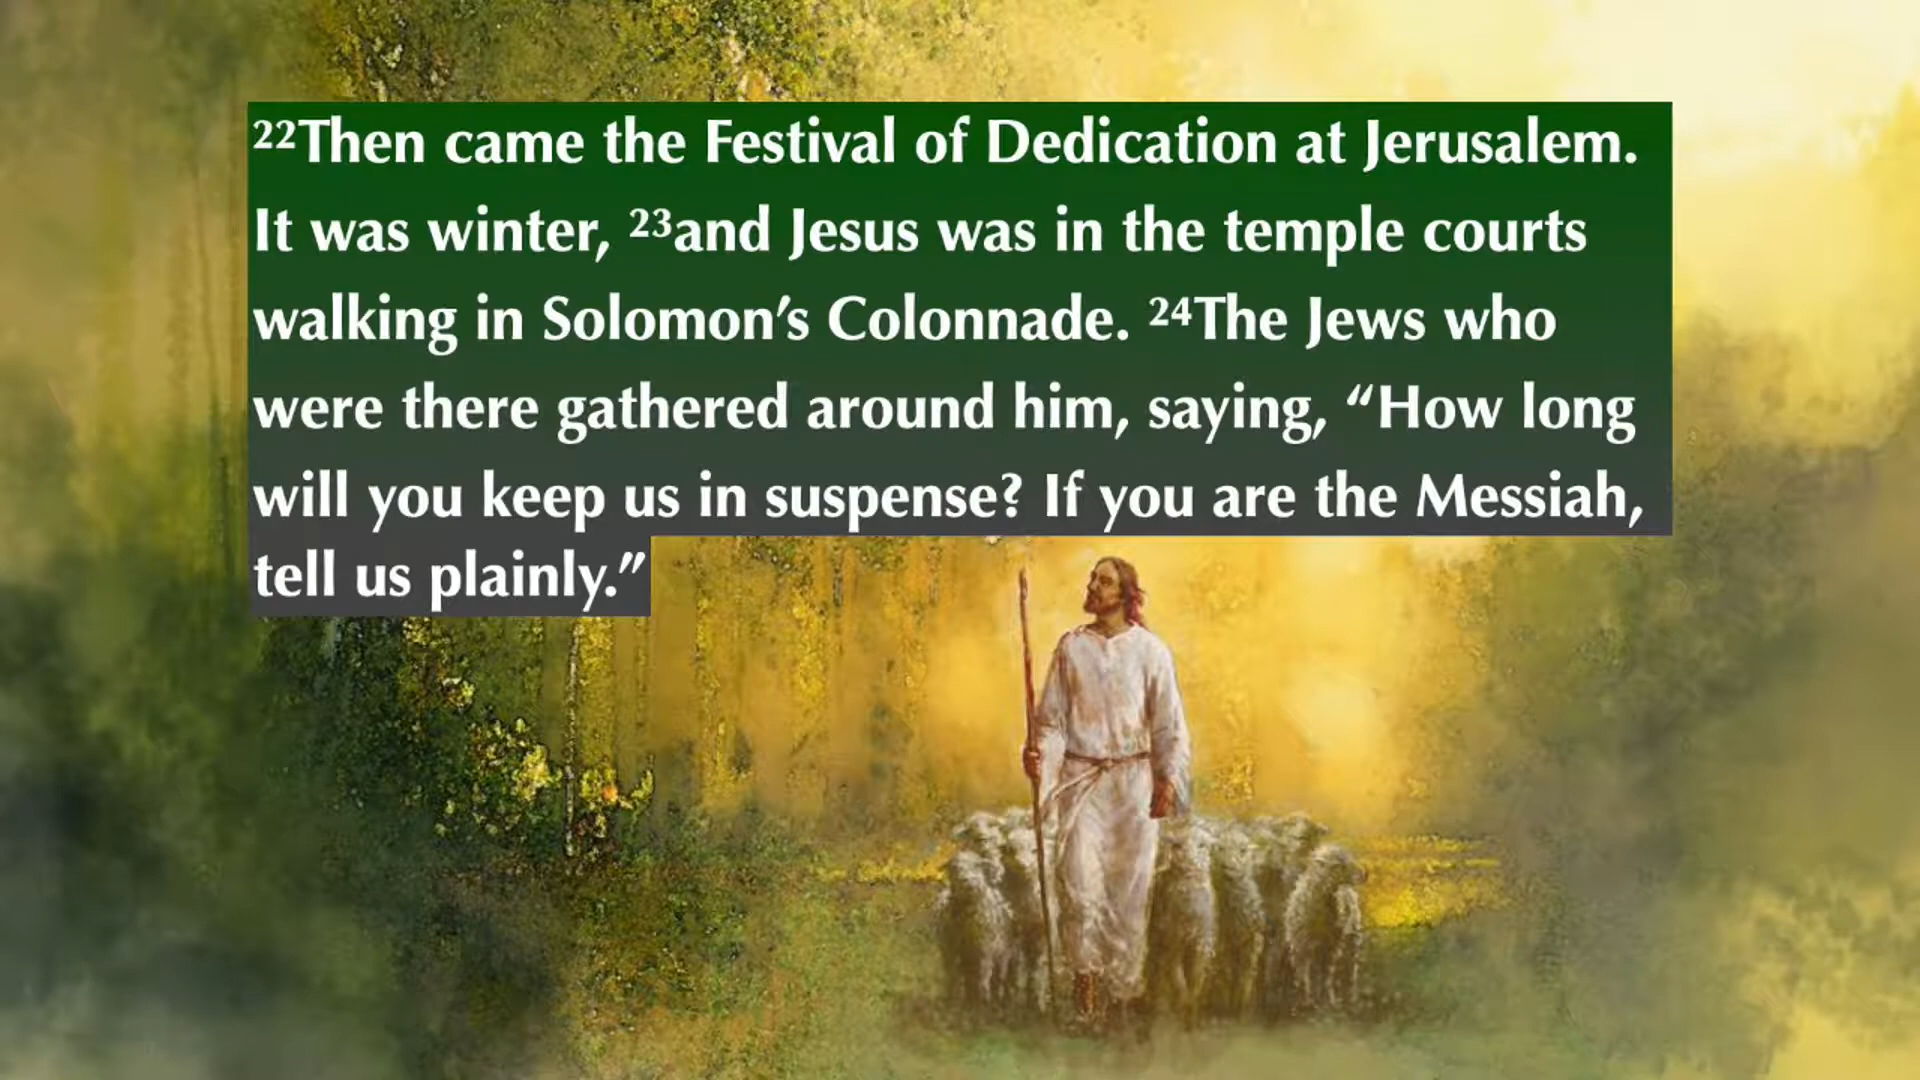 ²²Then came the Festival of Dedication at Jerusalem.
It was winter, ²³and Jesus was in the temple courts
walking in Solomon’s Colonnade. ²⁴The Jews who
were there gathered around him, saying, “How long
will you keep us in suspense? If you are the Messiah,
tell us plainly.”